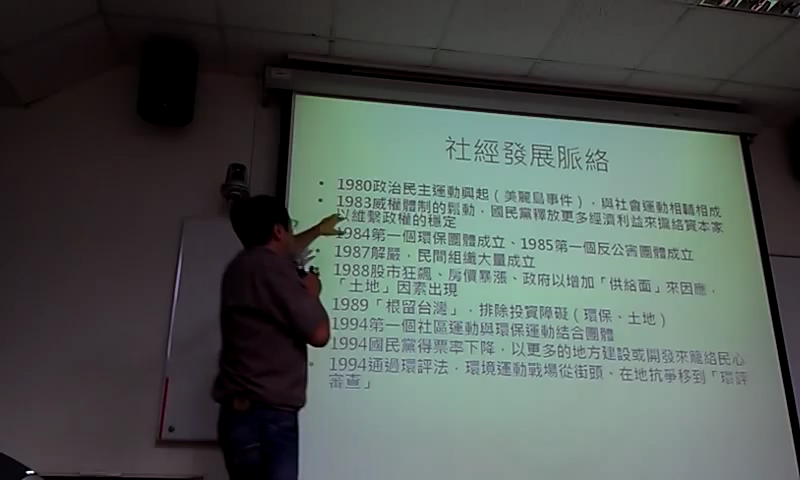 社經發展脈絡
• 1980政治民主運動興起（美麗島事件），與社會運動相輔相成
• 1983威權體制的鬆動，國民黨釋放更多經濟利益來攏絡資本家
以維繫政權的穩定
1984第一個環保團體成立、1985第一個反公害團體成立
• 1987解嚴，民間組織大量成立
• 1988股市狂飆、房價暴漲、政府以增加「供給面」來因應，
「土地」因素出現
1989「根留台灣」，排除投資障礙（環保、土地）
1994第一個社區運動與環保運動結合團體
1994國民黨得票率下降，以更多的地方建設或開發來籠絡民心
• 1994通過環評法，環境運動戰場從街頭、在地抗爭移到「環評
審查」